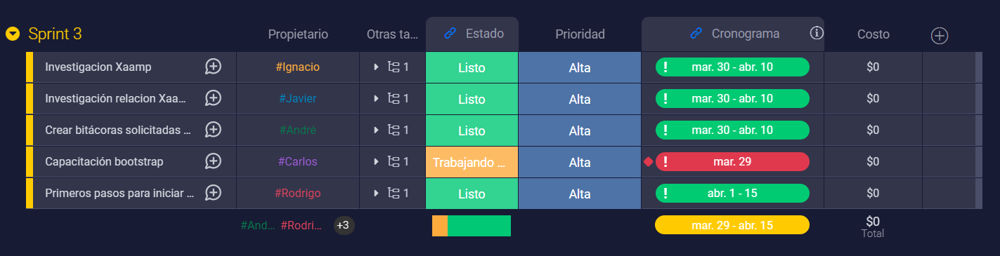 Sprint 3 Propietario Otras ta... Estado Prioridad Cronograma Costo
Investigacion Xaamp #Ignacio 1 Listo Alta ! mar. 30 - abr. 10 $0
Investigación relacion Xaa... #Javier 1 Listo Alta ! mar. 30 - abr. 10 $0
Crear bitácoras solicitadas ... #André 1 Listo Alta ! mar. 30 - abr. 10 $0
Capacitación bootstrap #Carlos 1 Trabajando ... Alta ! mar. 29 $0
Primeros pasos para iniciar ... #Rodrigo 1 Listo Alta ! abr. 1 - 15 $0
#And... #Rodri... +3 mar. 29 - abr. 15 $0
Total